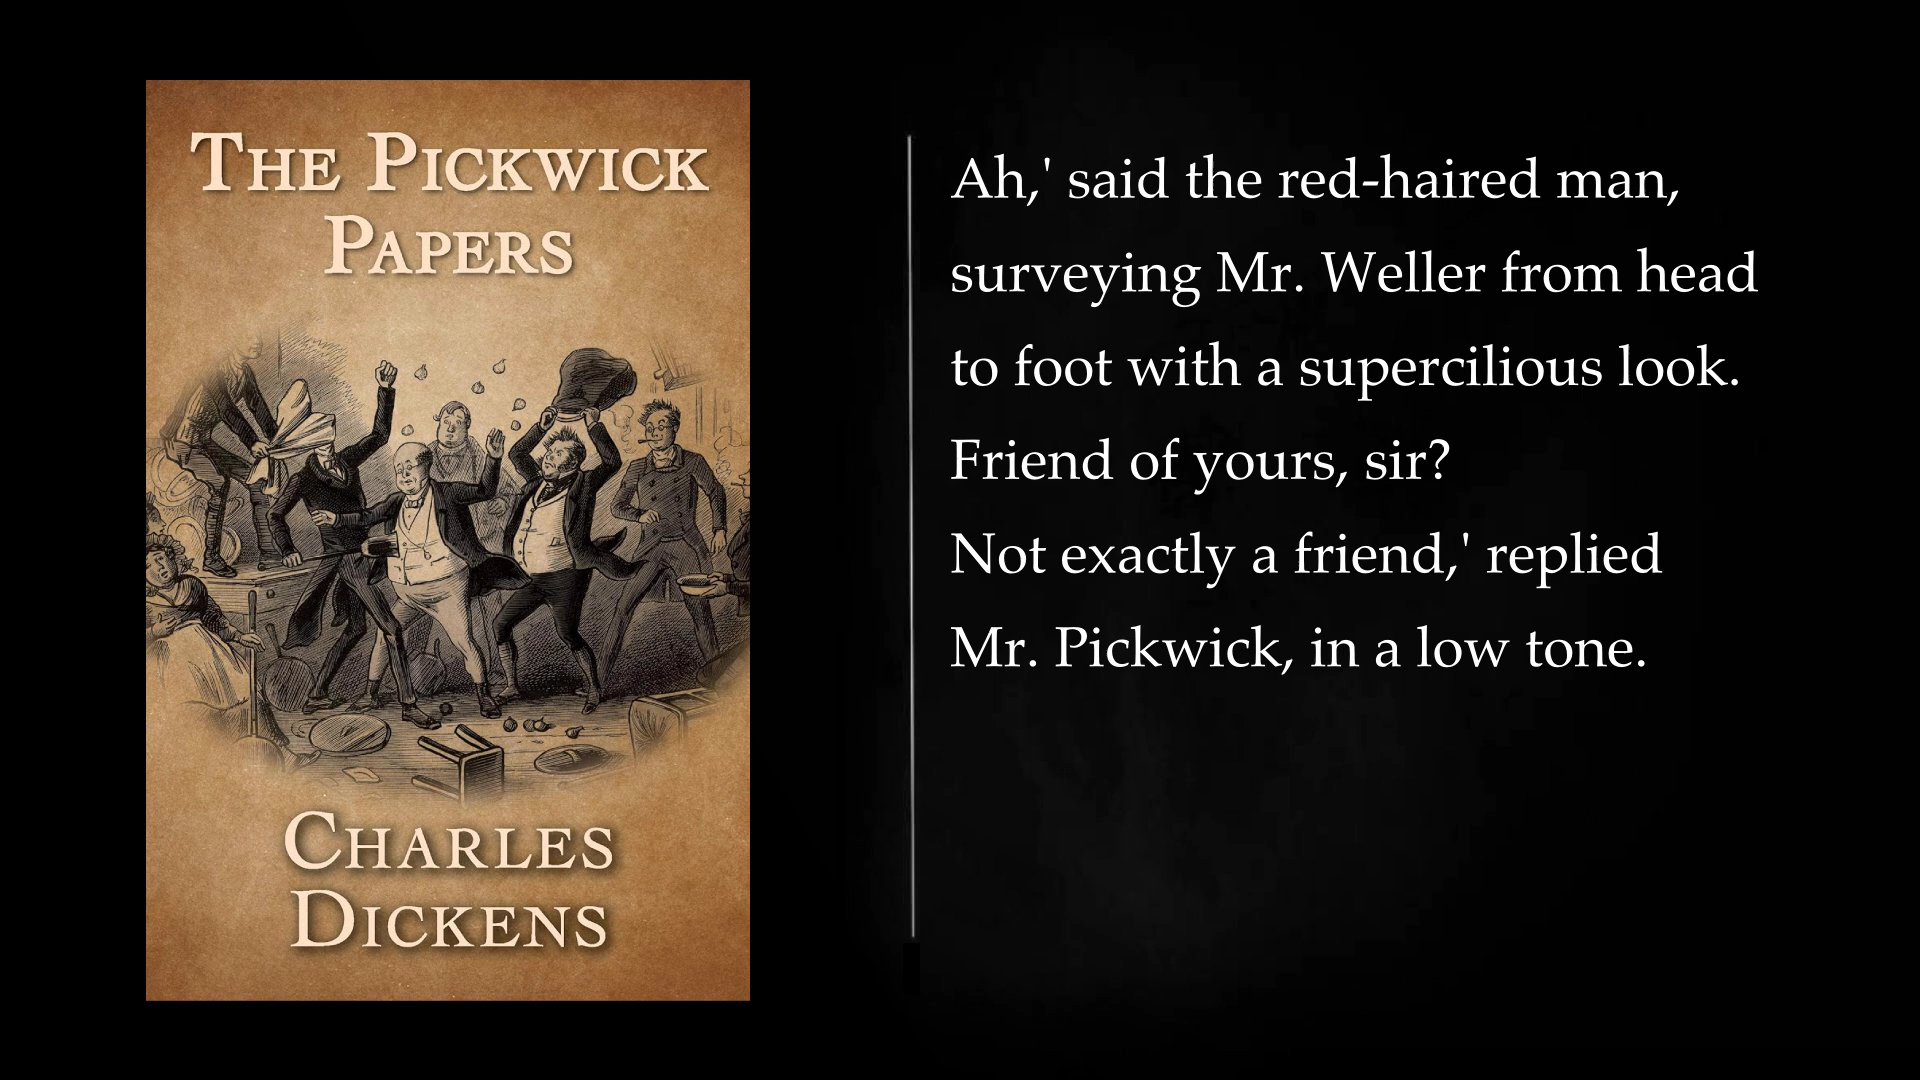 The Pickwick
Papers
Charles
Dickens
Ah,' said the red-haired man,
surveying Mr. Weller from head
to foot with a supercilious look.
Friend of yours, sir?
Not exactly a friend,' replied
Mr. Pickwick, in a low tone.